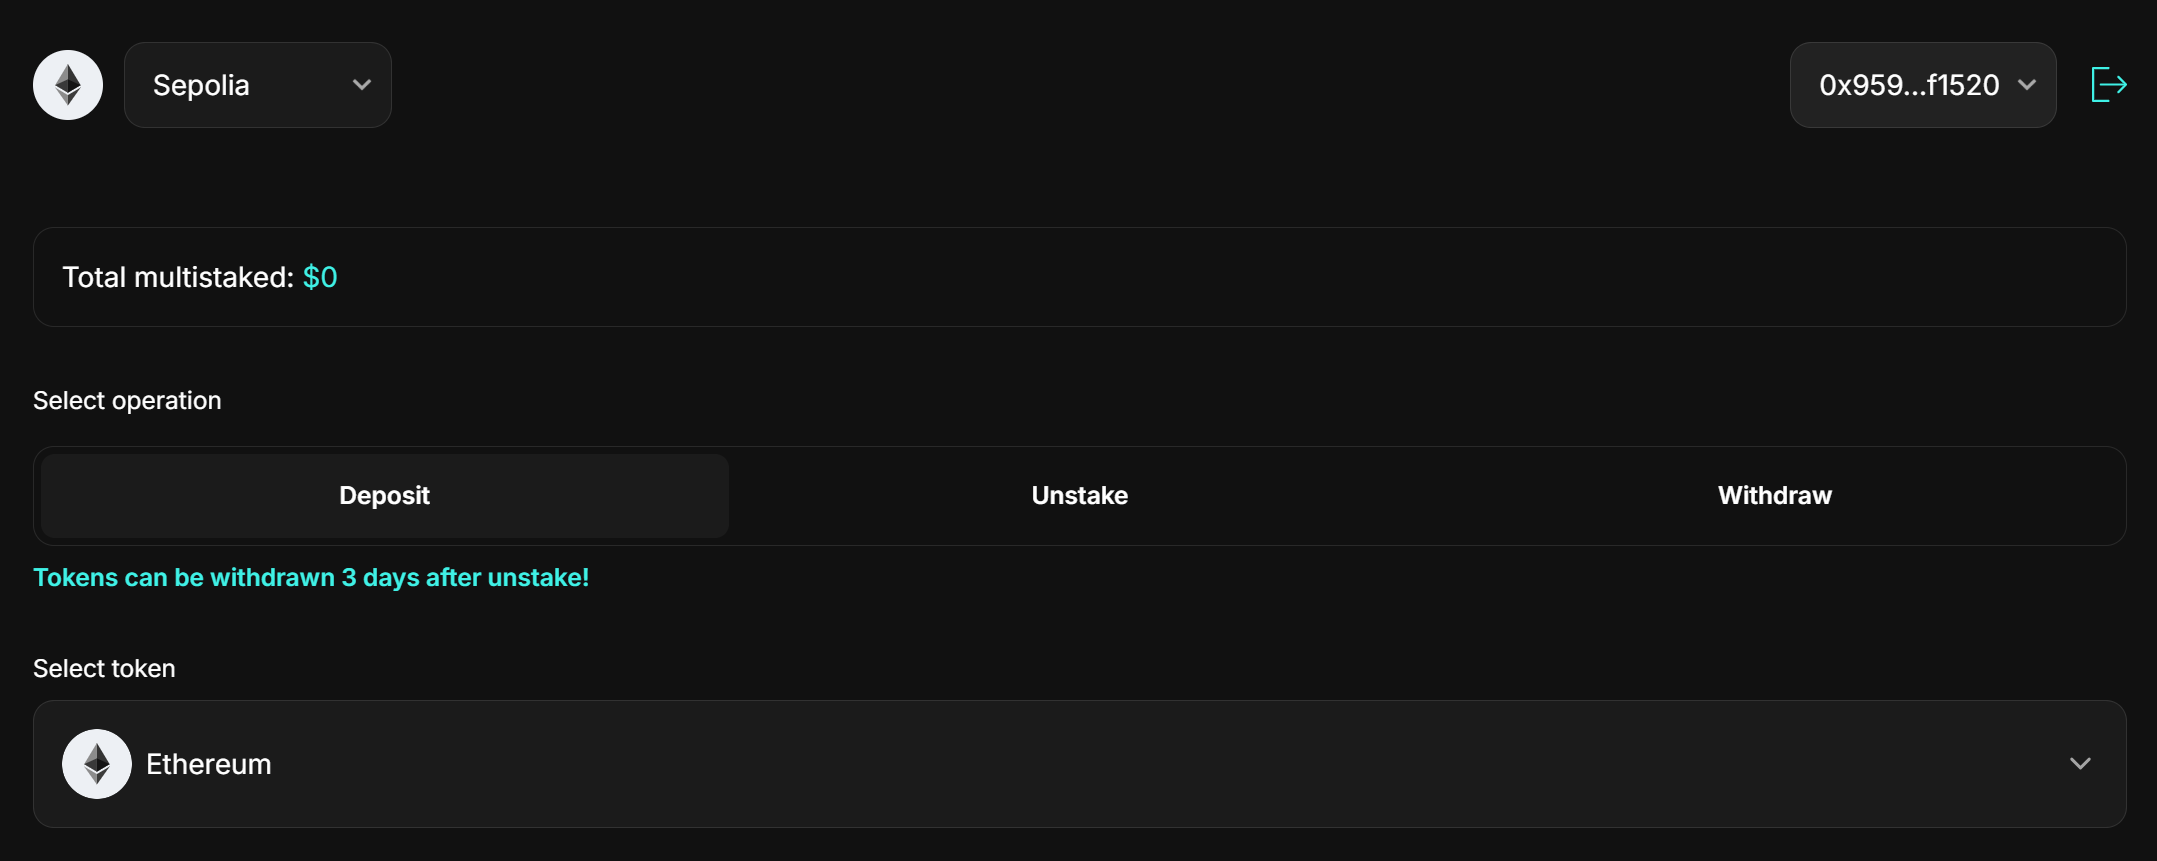 Sepolia
0x959...f1520
Total multistaked: $0
Select operation
Deposit
Unstake
Withdraw
Tokens can be withdrawn 3 days after unstake!
Select token
Ethereum